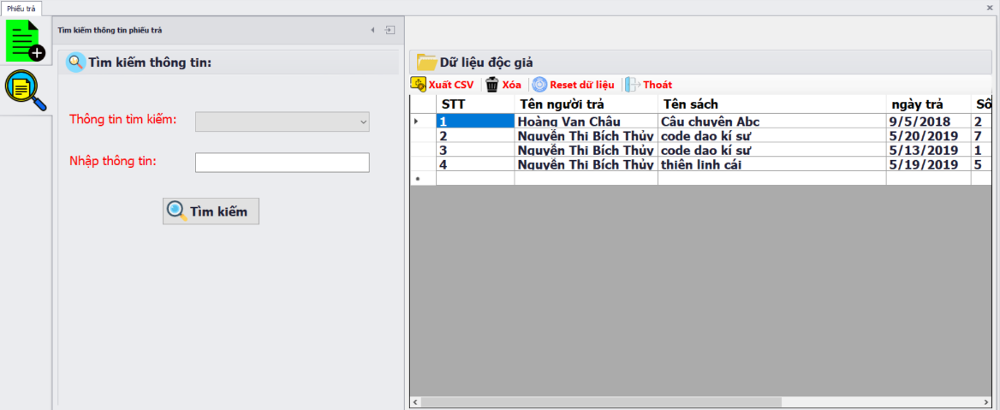 Phiếu trả
Tìm kiếm thông tin phiếu trả
Tìm kiếm thông tin:
Thông tin tìm kiếm:
Nhập thông tin:
Tìm kiếm
Dữ liệu độc giả
Xuất CSV Xóa Reset dữ liệu Thoát
STT Tên người trả Tên sách ngày trả Số
1 Hoàng Van Châu Câu chuyện Abc 9/5/2018 2
2 Nguyễn Thi Bích Thủy code dao kí sư 5/20/2019 7
3 Nguyễn Thi Bích Thủy code dao kí sư 5/13/2019 1
4 Nguyễn Thi Bích Thủy thiên linh cái 5/19/2019 5